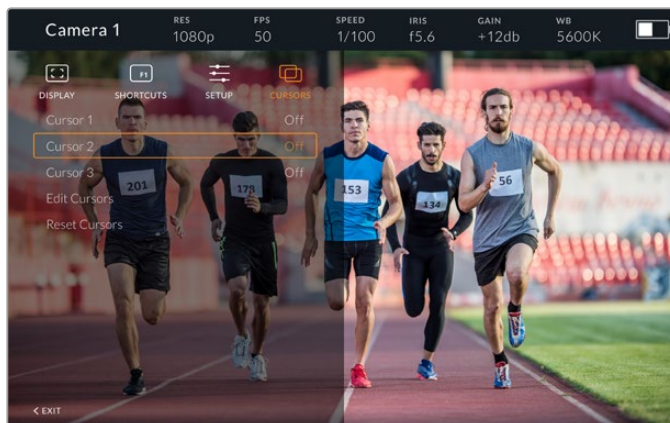 Camera 1
RES FPS SPEED IRIS GAIN WB
1080p 50 1/100 f5.6 +12db 5600K
F1
DISPLAY SHORTCUTS SETUP CURSORS
Cursor 1 Off
Cursor 2 Off
Cursor 3 Off
Edit Cursors
Reset Cursors
201
178
153
134
56
< EXIT